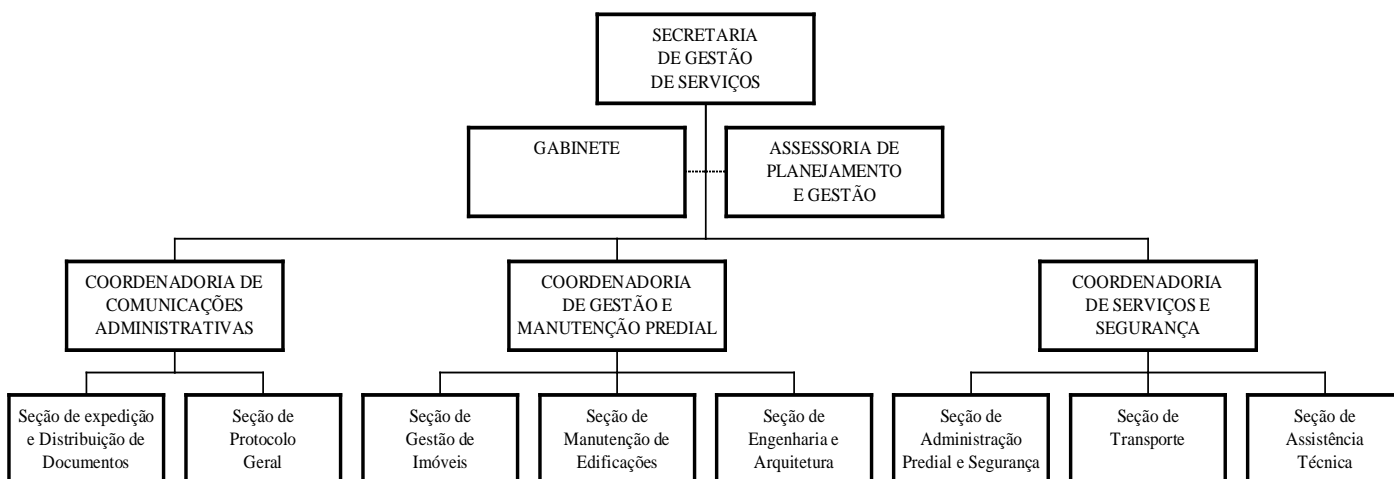 SECRETARIA
DE GESTÃO
DE SERVIÇOS
GABINETE
ASSESSORIA DE
PLANEJAMENTO
E GESTÃO
COORDENADORIA DE
COMUNICAÇÕES
ADMINISTRATIVAS
COORDENADORIA
DE GESTÃO E
MANUTENÇÃO PREDIAL
COORDENADORIA
DE SERVIÇOS E
SEGURANÇA
Seção de expedição
e Distribuição de
Documentos
Seção de
Protocolo
Geral
Seção de
Gestão de
Imóveis
Seção de
Manutenção de
Edificações
Seção de
Engenharia e
Arquitetura
Seção de
Administração
Predial e Segurança
Seção de
Transporte
Seção de
Assistência
Técnica